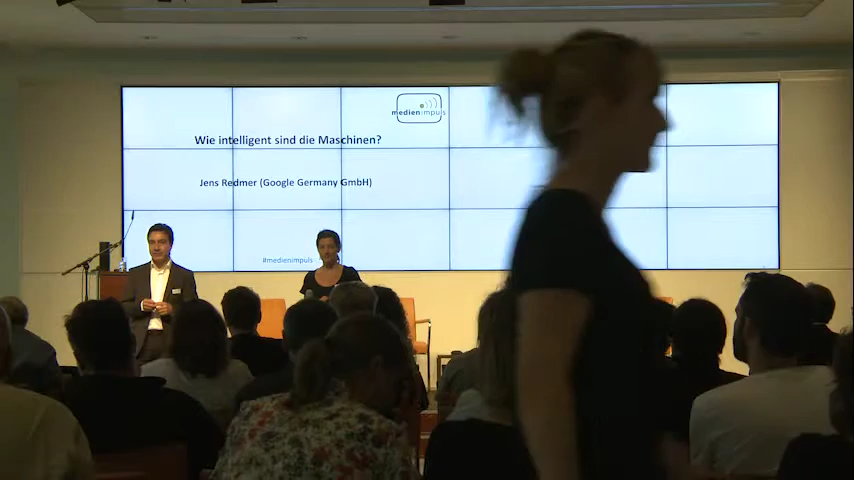 medienimpuls
Wie intelligent sind die Maschinen?
Jens Redmer (Google Germany GmbH)
#medienimpuls